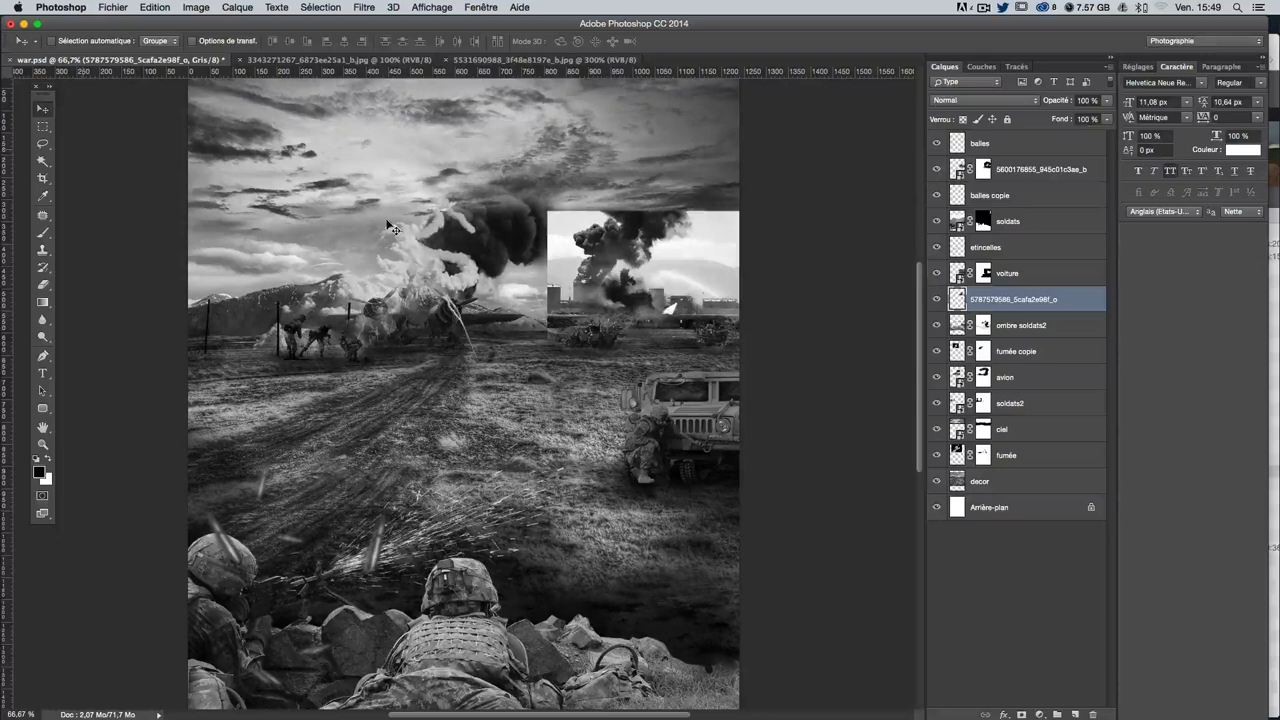 Photoshop Fichier Edition Image Calque Texte Sélection Filtre 3D Affichage Fenêtre Aide
8 7.57 GB Ven. 15:49
Adobe Photoshop CC 2014
Sélection automatique : Groupe Options de transf. Mode 3D : Photographie
war.psd @ 66,7% (5787579586_5cafa2e98f_o, Gris/8) * 3343271267_6873ee25a1_b.jpg @ 100% (RVB/8) 5531690988_3f48e8197e_b.jpg @ 300% (RVB/8)
Calques Couches Tracés
Type
Normal Opacité : 100 %
Verrou : Fond : 100 %
balles
5600176855_945c01c3ae_b
balles copie
soldats
etincelles
voiture
5787579586_5cafa2e98f_o
ombre soldats2
fumée copie
avion
soldats2
ciel
fumée
decor
Arrière-plan
Réglages Caractère Paragraphe
Helvetica Neue Re... Regular
11,08 px 10,64 px
Métrique 0
100 % 100 %
0 px Couleur :
Anglais (Etats-U... Nette
66,67 % Doc : 2,07 Mo/71,7 Mo